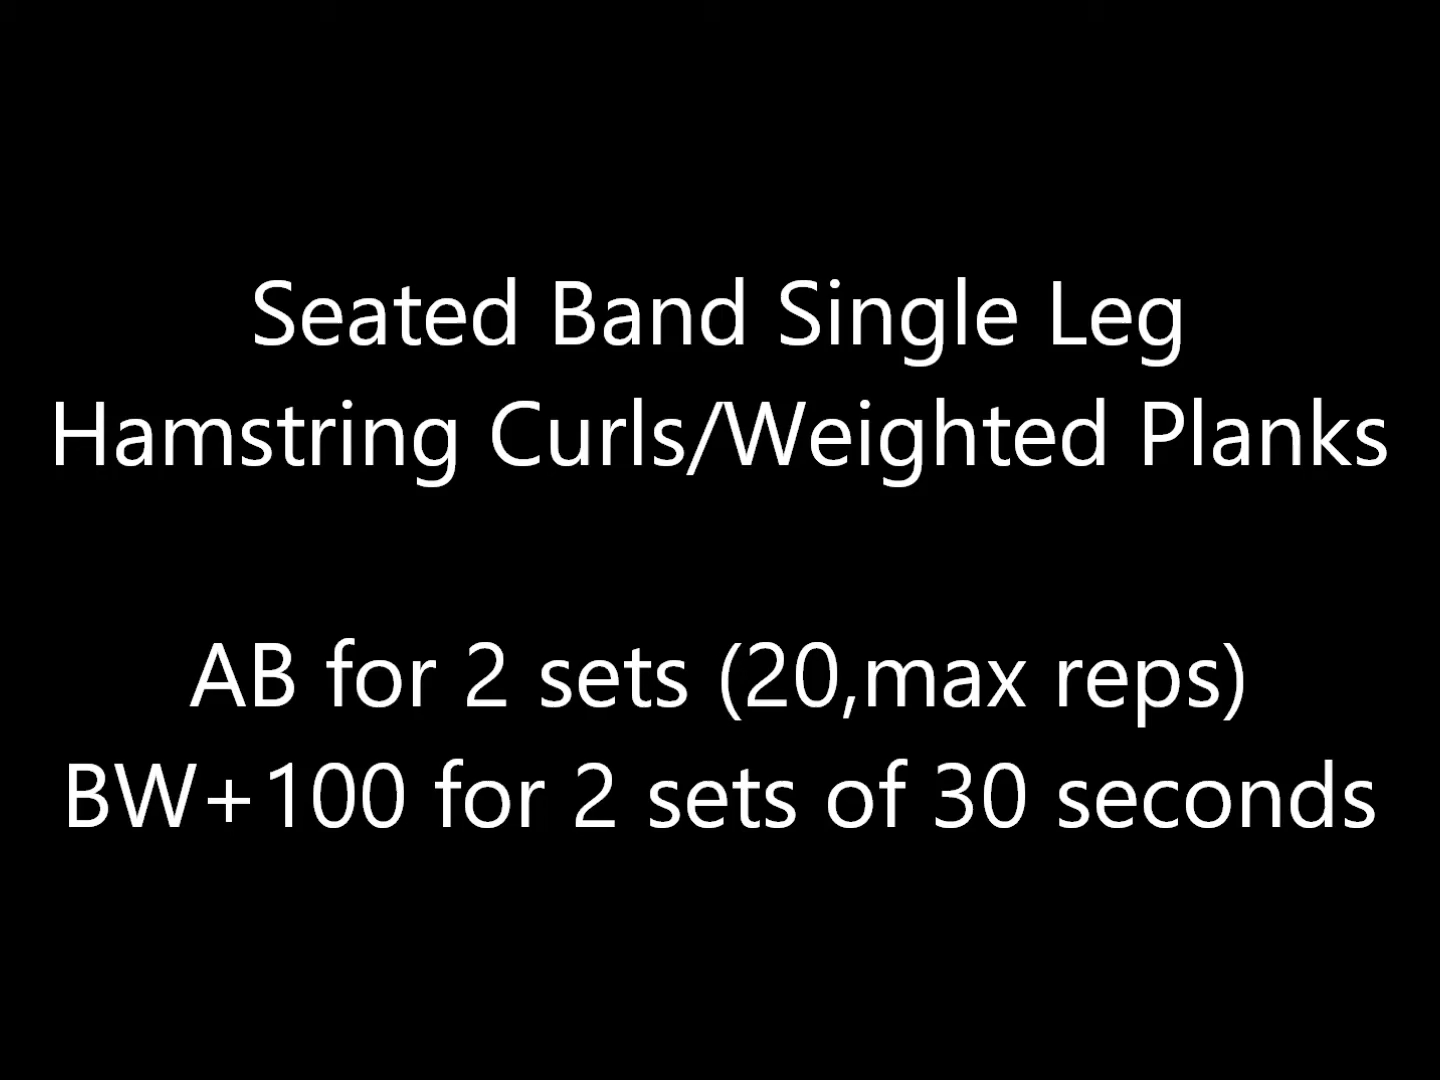 Seated Band Single Leg
Hamstring Curls/Weighted Planks
AB for 2 sets (20,max reps)
BW+100 for 2 sets of 30 seconds